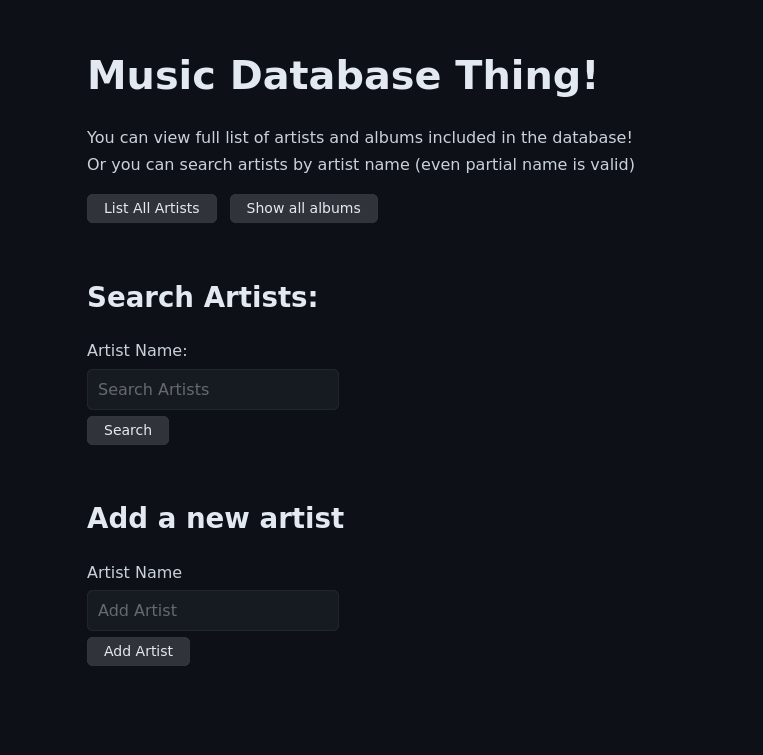 Music Database Thing!
You can view full list of artists and albums included in the database!
Or you can search artists by artist name (even partial name is valid)
List All Artists Show all albums
Search Artists:
Artist Name:
Search Artists
Search
Add a new artist
Artist Name
Add Artist
Add Artist